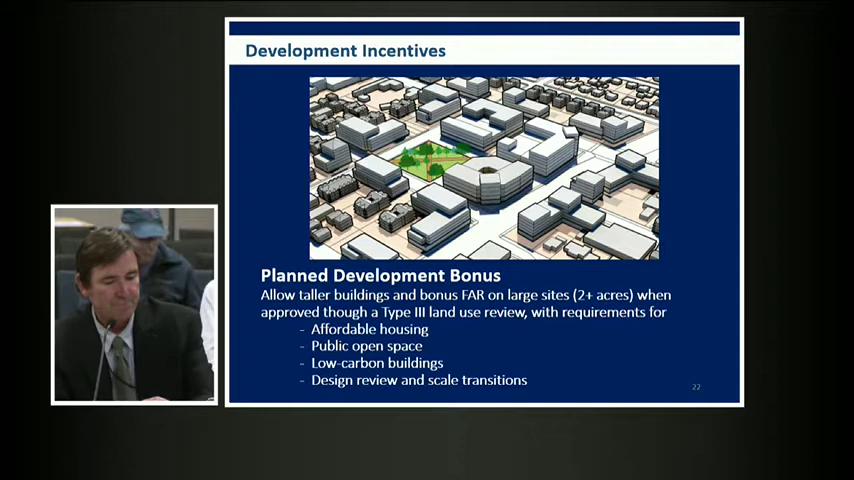 Development Incentives
Planned Development Bonus
Allow taller buildings and bonus FAR on large sites (2+ acres) when
approved though a Type III land use review, with requirements for
- Affordable housing
- Public open space
- Low-carbon buildings
- Design review and scale transitions
22